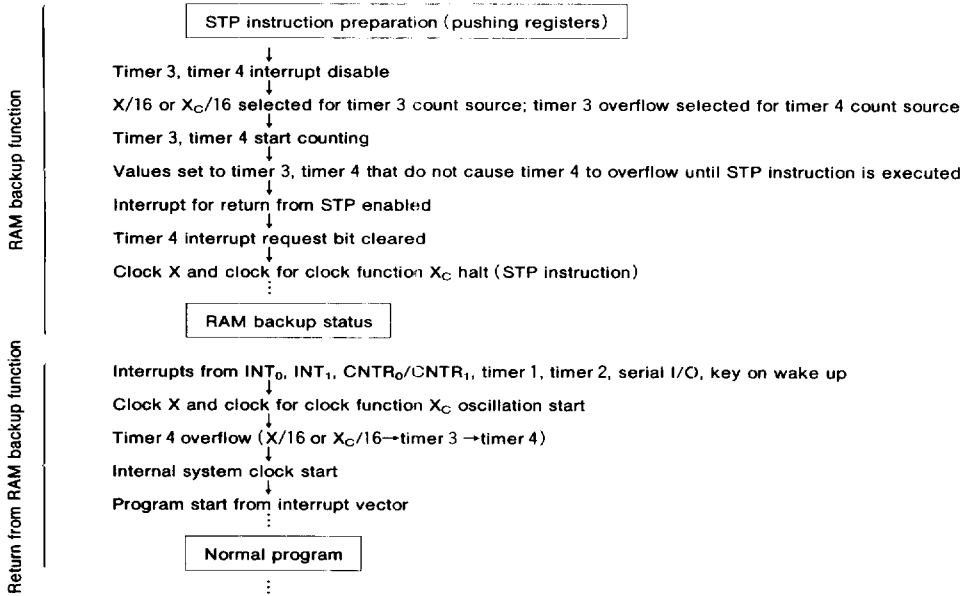 RAM backup function
STP instruction preparation (pushing registers)
Timer 3, timer 4 interrupt disable
X/16 or XC/16 selected for timer 3 count source; timer 3 overflow selected for timer 4 count source
Timer 3, timer 4 start counting
Values set to timer 3, timer 4 that do not cause timer 4 to overflow until STP instruction is executed
Interrupt for return from STP enabled
Timer 4 interrupt request bit cleared
Clock X and clock for clock function XC halt (STP instruction)
RAM backup status
Return from RAM backup function
Interrupts from INT0, INT1, CNTR0/CNTR1, timer 1, timer 2, serial I/O, key on wake up
Clock X and clock for clock function XC oscillation start
Timer 4 overflow (X/16 or XC/16→timer 3→timer 4)
Internal system clock start
Program start from interrupt vector
Normal program